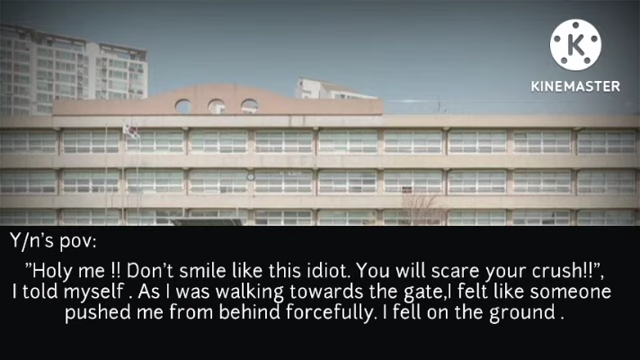 KINEMASTER
Y/n's pov:
"Holy me !! Don't smile like this idiot. You will scare your crush!!",
I told myself . As I was walking towards the gate,I felt like someone
pushed me from behind forcefully. I fell on the ground .